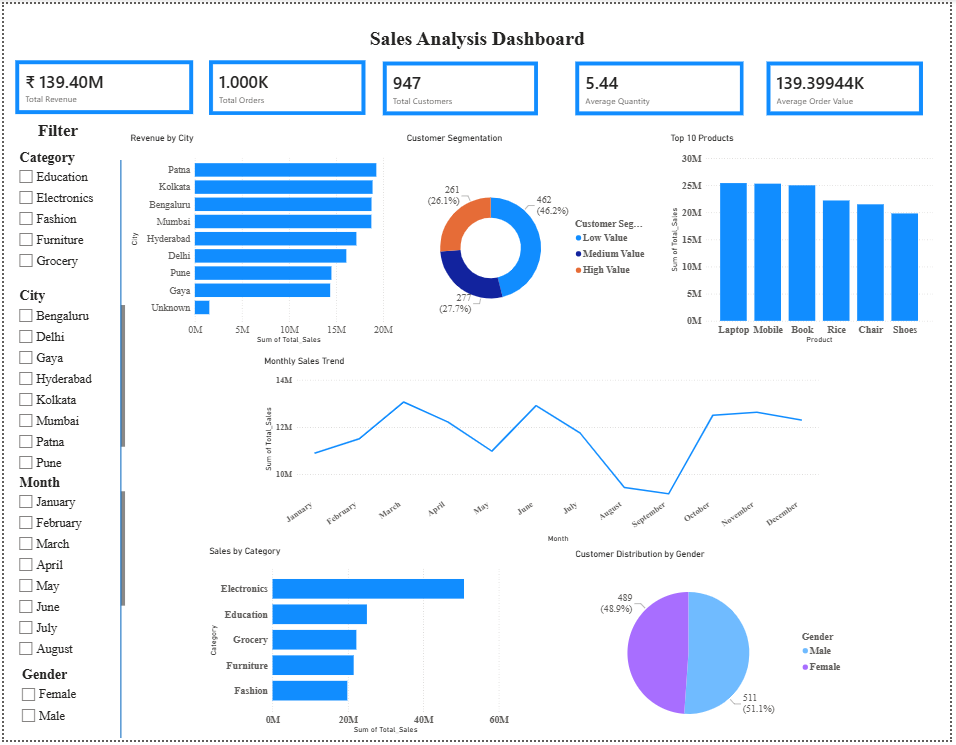 Sales Analysis Dashboard
₹ 139.40M
Total Revenue
1.000K
Total Orders
947
Total Customers
5.44
Average Quantity
139.39944K
Average Order Value
Filter
Category
Education
Electronics
Fashion
Furniture
Grocery
City
Bengaluru
Delhi
Gaya
Hyderabad
Kolkata
Mumbai
Patna
Pune
Month
January
February
March
April
May
June
July
August
Gender
Female
Male
Revenue by City
City
Patna
Kolkata
Bengaluru
Mumbai
Hyderabad
Delhi
Pune
Gaya
Unknown
0M 5M 10M 15M 20M
Sum of Total_Sales
Customer Segmentation
261
(26.1%)
462
(46.2%)
277
(27.7%)
Customer Seg...
Low Value
Medium Value
High Value
Top 10 Products
Sum of Total_Sales
30M
25M
20M
15M
10M
5M
0M
Laptop Mobile Book Rice Chair Shoes
Product
Monthly Sales Trend
Sum of Total_Sales
14M
12M
10M
January February March April May June July August September October November December
Month
Sales by Category
Category
Electronics
Education
Grocery
Furniture
Fashion
0M 20M 40M 60M
Sum of Total_Sales
Customer Distribution by Gender
489
(48.9%)
511
(51.1%)
Gender
Male
Female